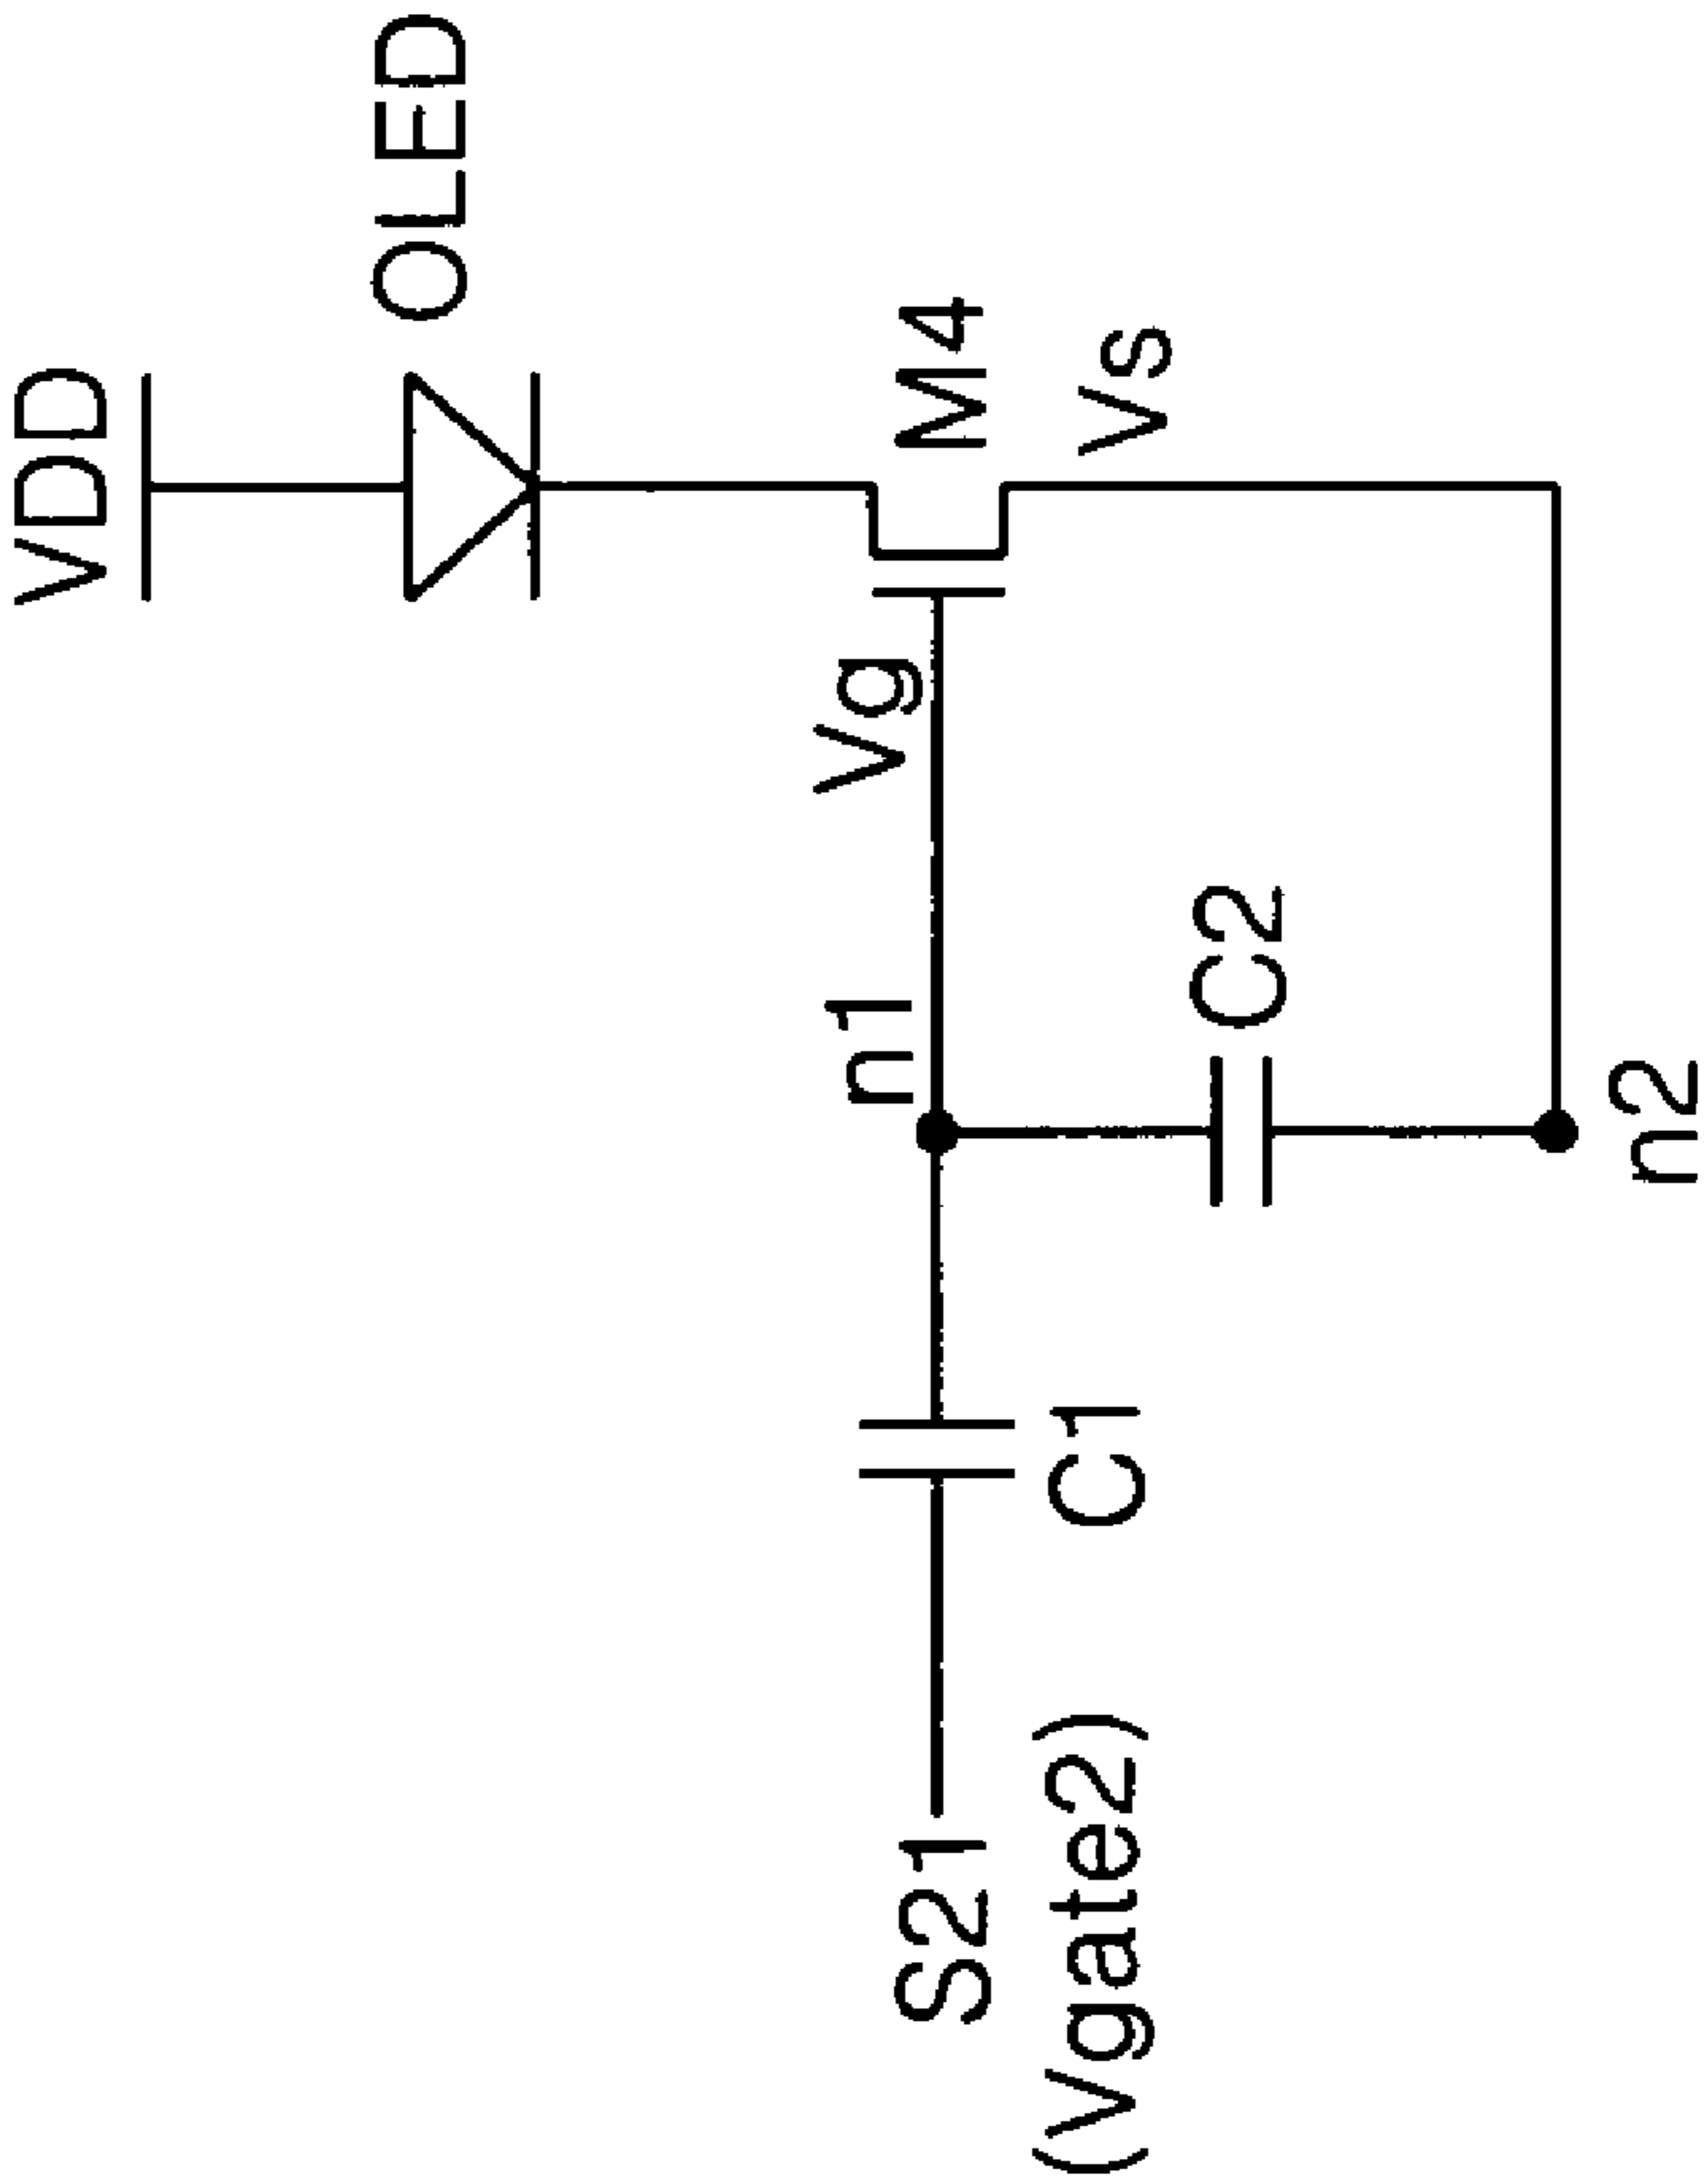 VDD
OLED
M4
Vs
Vg
n1
C2
n2
C1
S21
(Vgate2)